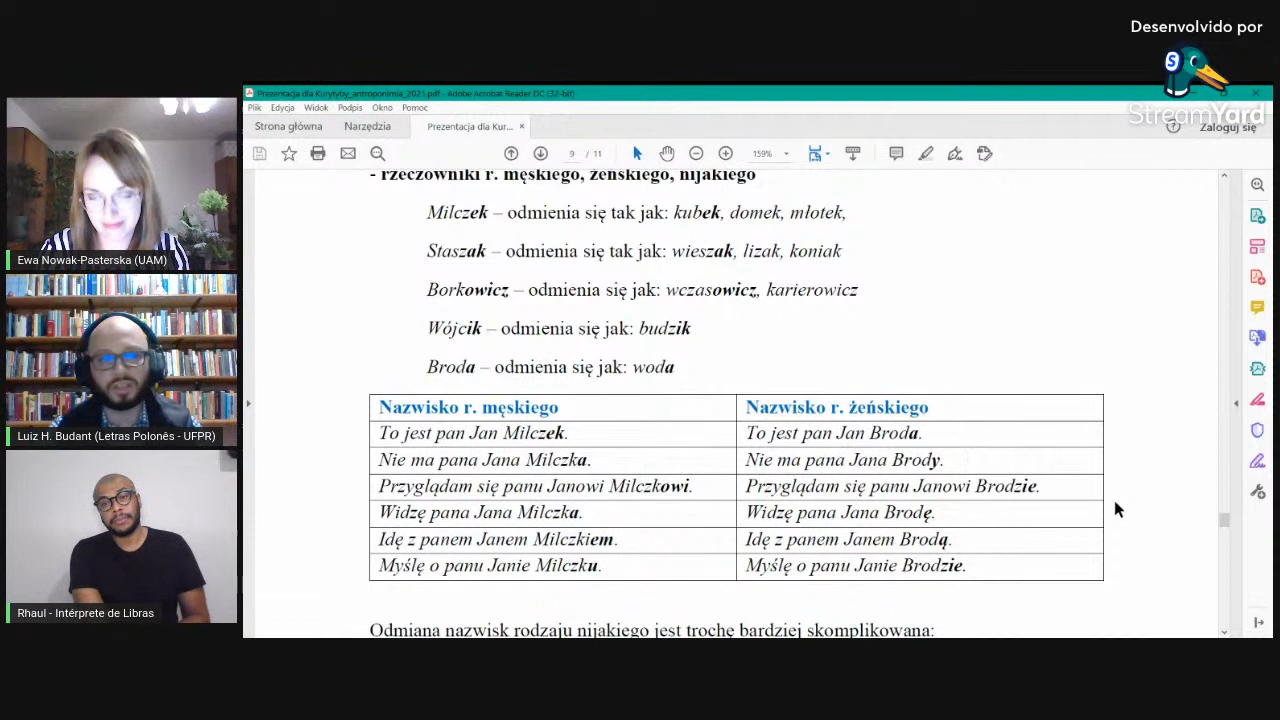 Desenvolvido por
S
StreamYard
Prezentacja dla Kurytyby_antroponimia_2021.pdf - Adobe Acrobat Reader DC (32-bit)
Plik Edycja Widok Podpis Okno Pomoc
Strona główna Narzędzia Prezentacja dla Kur... × Zaloguj się
9 / 11 159%
- rzeczowniki r. męskiego, żeńskiego, nijakiego
Milczek – odmienia się tak jak: kubek, domek, młotek,
Staszak – odmienia się tak jak: wieszak, lizak, koniak
Borkowicz – odmienia się jak: wczasowicz, karierowicz
Wójcik – odmienia się jak: budzik
Broda – odmienia się jak: woda
Nazwisko r. męskiego Nazwisko r. żeńskiego
To jest pan Jan Milczek. To jest pan Jan Broda.
Nie ma pana Jana Milczka. Nie ma pana Jana Brody.
Przyglądam się panu Janowi Milczkowi. Przyglądam się panu Janowi Brodzie.
Widzę pana Jana Milczka. Widzę pana Jana Brodę.
Idę z panem Janem Milczkiem. Idę z panem Janem Brodą.
Myślę o panu Janie Milczku. Myślę o panu Janie Brodzie.
Odmiana nazwisk rodzaju nijakiego jest trochę bardziej skomplikowana:
Ewa Nowak-Pasterska (UAM)
Luiz H. Budant (Letras Polonês - UFPR)
Rhaul - Intérprete de Libras